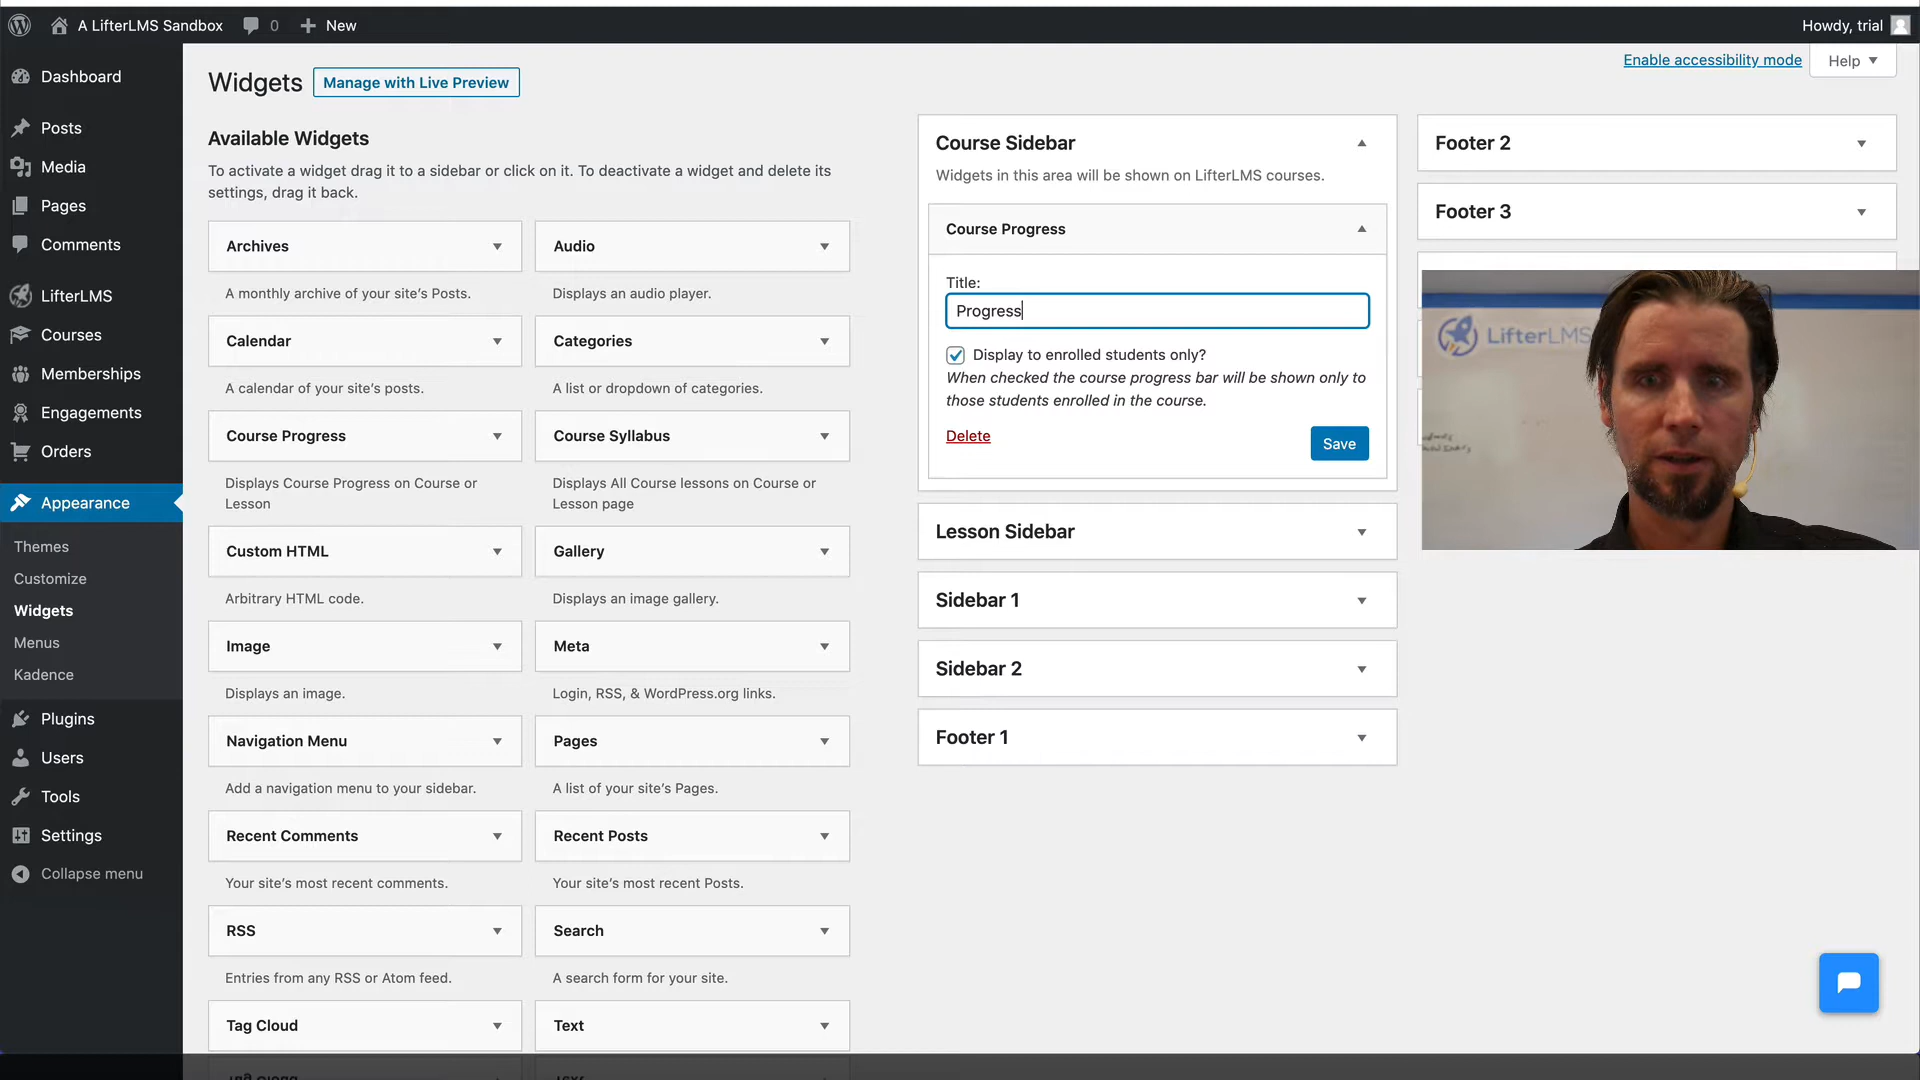 A LifterLMS Sandbox
0
New
Howdy, trial
Dashboard
Posts
Media
Pages
Comments
LifterLMS
Courses
Memberships
Engagements
Orders
Appearance
Themes
Customize
Widgets
Menus
Kadence
Plugins
Users
Tools
Settings
Collapse menu
Widgets
Manage with Live Preview
Enable accessibility mode
Help
Available Widgets
To activate a widget drag it to a sidebar or click on it. To deactivate a widget and delete its
settings, drag it back.
Archives
Audio
A monthly archive of your site’s Posts.
Displays an audio player.
Calendar
Categories
A calendar of your site’s posts.
A list or dropdown of categories.
Course Progress
Course Syllabus
Displays Course Progress on Course or
Lesson
Displays All Course lessons on Course or
Lesson page
Custom HTML
Gallery
Arbitrary HTML code.
Displays an image gallery.
Image
Meta
Displays an image.
Login, RSS, & WordPress.org links.
Navigation Menu
Pages
Add a navigation menu to your sidebar.
A list of your site’s Pages.
Recent Comments
Recent Posts
Your site’s most recent comments.
Your site’s most recent Posts.
RSS
Search
Entries from any RSS or Atom feed.
A search form for your site.
Tag Cloud
Text
Course Sidebar
Widgets in this area will be shown on LifterLMS courses.
Course Progress
Title:
Progress
Display to enrolled students only?
When checked the course progress bar will be shown only to
those students enrolled in the course.
Delete
Save
Lesson Sidebar
Sidebar 1
Sidebar 2
Footer 1
Footer 2
Footer 3
LifterLMS